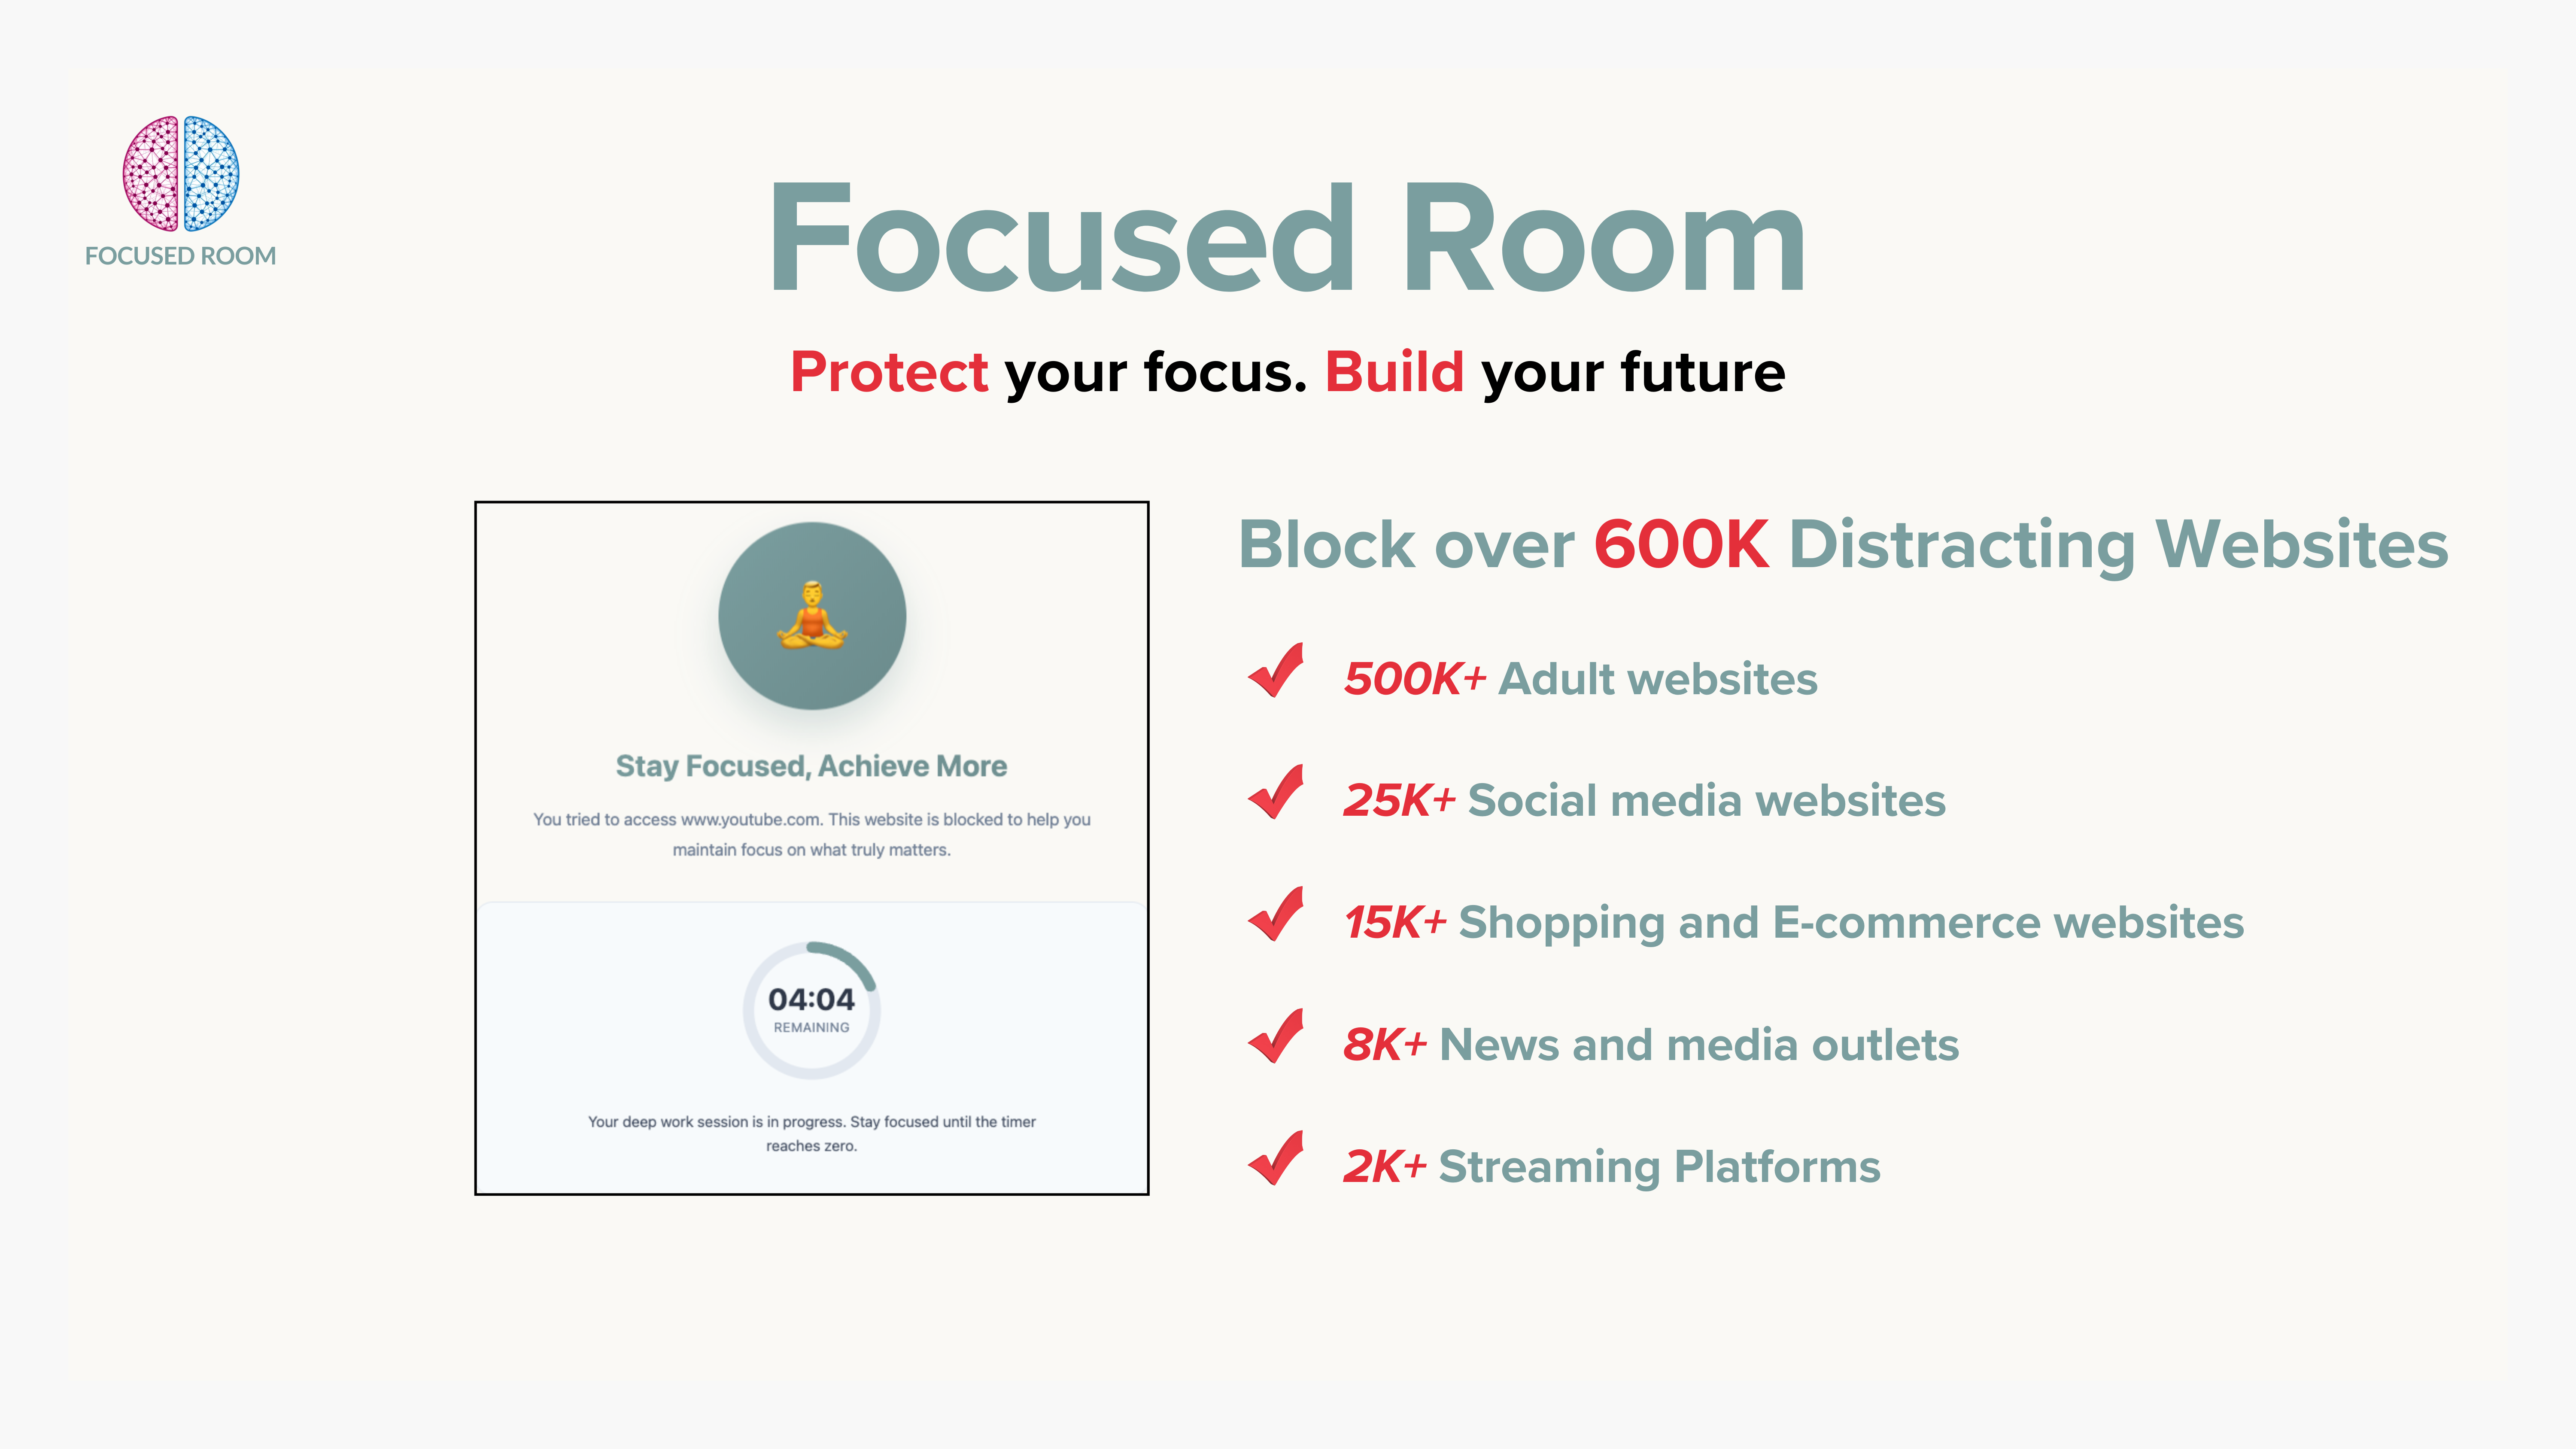 FOCUSED ROOM
Focused Room
Protect your focus. Build your future
Stay Focused, Achieve More
You tried to access www.youtube.com. This website is blocked to help you
maintain focus on what truly matters.
04:04
REMAINING
Your deep work session is in progress. Stay focused until the timer
reaches zero.
Block over 600K Distracting Websites
500K+ Adult websites
25K+ Social media websites
15K+ Shopping and E-commerce websites
8K+ News and media outlets
2K+ Streaming Platforms